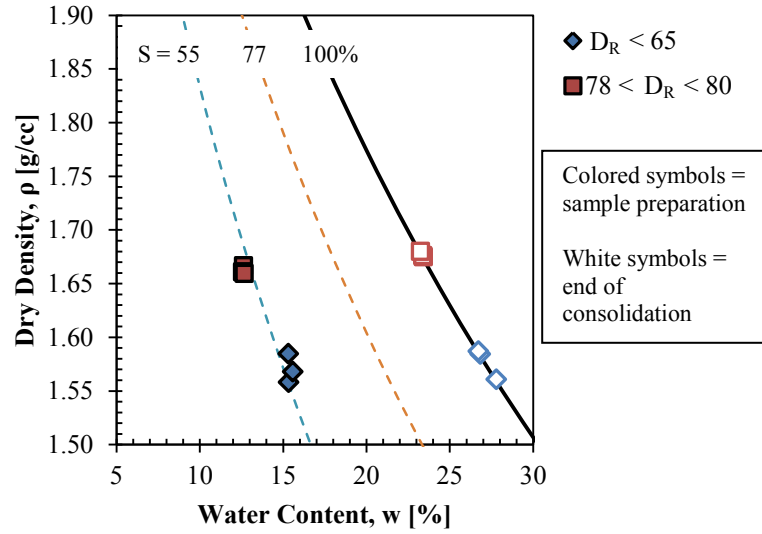 1.90
1.85
1.80
1.75
1.70
1.65
1.60
1.55
1.50
Dry Density, ρ [g/cc]
S = 55 77 100%
5 10 15 20 25 30
Water Content, w [%]
D_R < 65
78 < D_R < 80
Colored symbols =
sample preparation
White symbols =
end of
consolidation